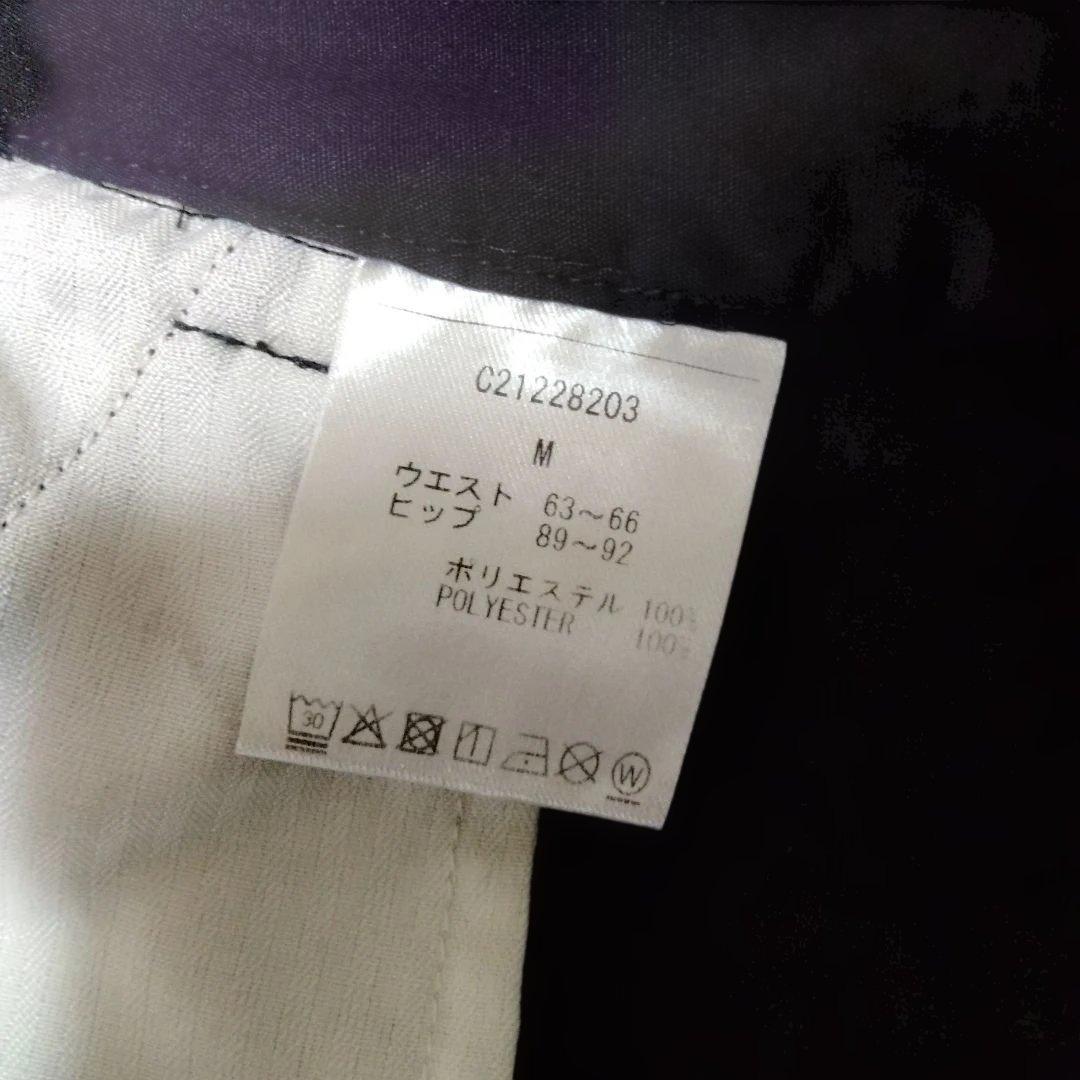 C21228203
M
ウエスト 63～66
ヒップ 89～92
ポリエステル 100%
POLYESTER 100%
30
W